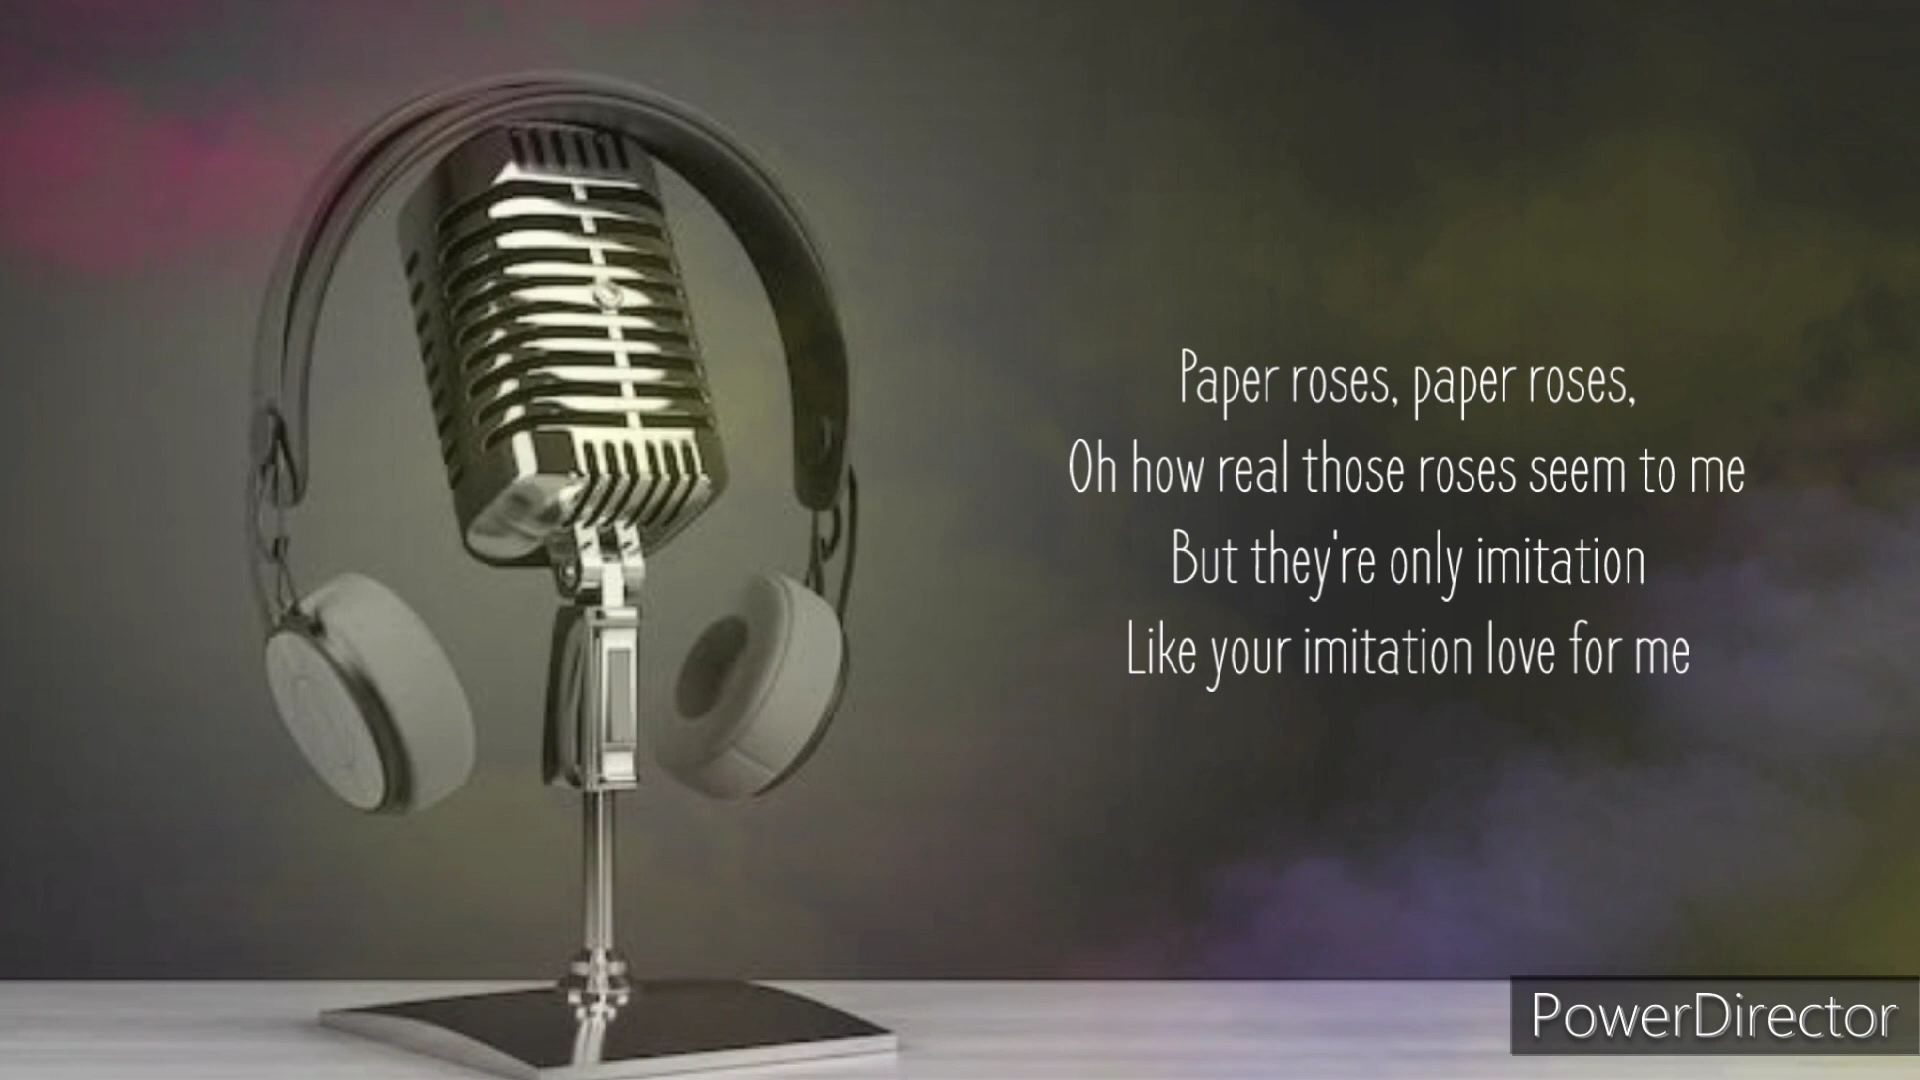 Paper roses, paper roses,
Oh how real those roses seem to me
But they're only imitation
Like your imitation love for me
PowerDirector